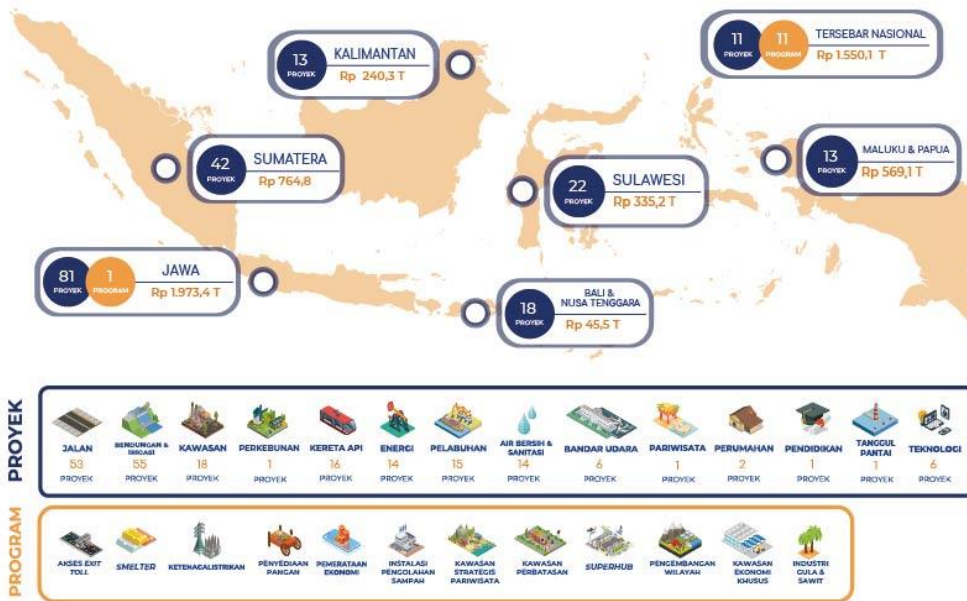 13
PROYEK
KALIMANTAN
Rp 240,3 T
11
PROYEK
11
PROGRAM
TERSEBAR NASIONAL
Rp 1.550,1 T
42
PROYEK
SUMATERA
Rp 764,8
22
PROYEK
SULAWESI
Rp 335,2 T
13
PROYEK
MALUKU & PAPUA
Rp 569,1 T
81
PROYEK
1
PROGRAM
JAWA
Rp 1.973,4 T
18
PROYEK
BALI &
NUSA TENGGARA
Rp 45,5 T
PROYEK
JALAN
53
PROYEK
BENDUNGAN &
IRIGASI
55
PROYEK
KAWASAN
18
PROYEK
PERKEBUNAN
1
PROYEK
KERETA API
16
PROYEK
ENERGI
14
PROYEK
PELABUHAN
15
PROYEK
AIR BERSIH &
SANITASI
14
PROYEK
BANDAR UDARA
6
PROYEK
PARIWISATA
1
PROYEK
PERUMAHAN
2
PROYEK
PENDIDIKAN
1
PROYEK
TANGGUL
PANTAI
1
PROYEK
TEKNOLOGI
6
PROYEK
PROGRAM
AKSES EXIT
TOLL
SMELTER
KETENAGALISTRIKAN
PENYEDIAAN
PANGAN
PEMERATAAN
EKONOMI
INSTALASI
PENGOLAHAN
SAMPAH
KAWASAN
STRATEGIS
PARIWISATA
KAWASAN
PERBATASAN
SUPERHUB
PENGEMBANGAN
WILAYAH
KAWASAN
EKONOMI
KHUSUS
INDUSTRI
GULA &
SAWIT